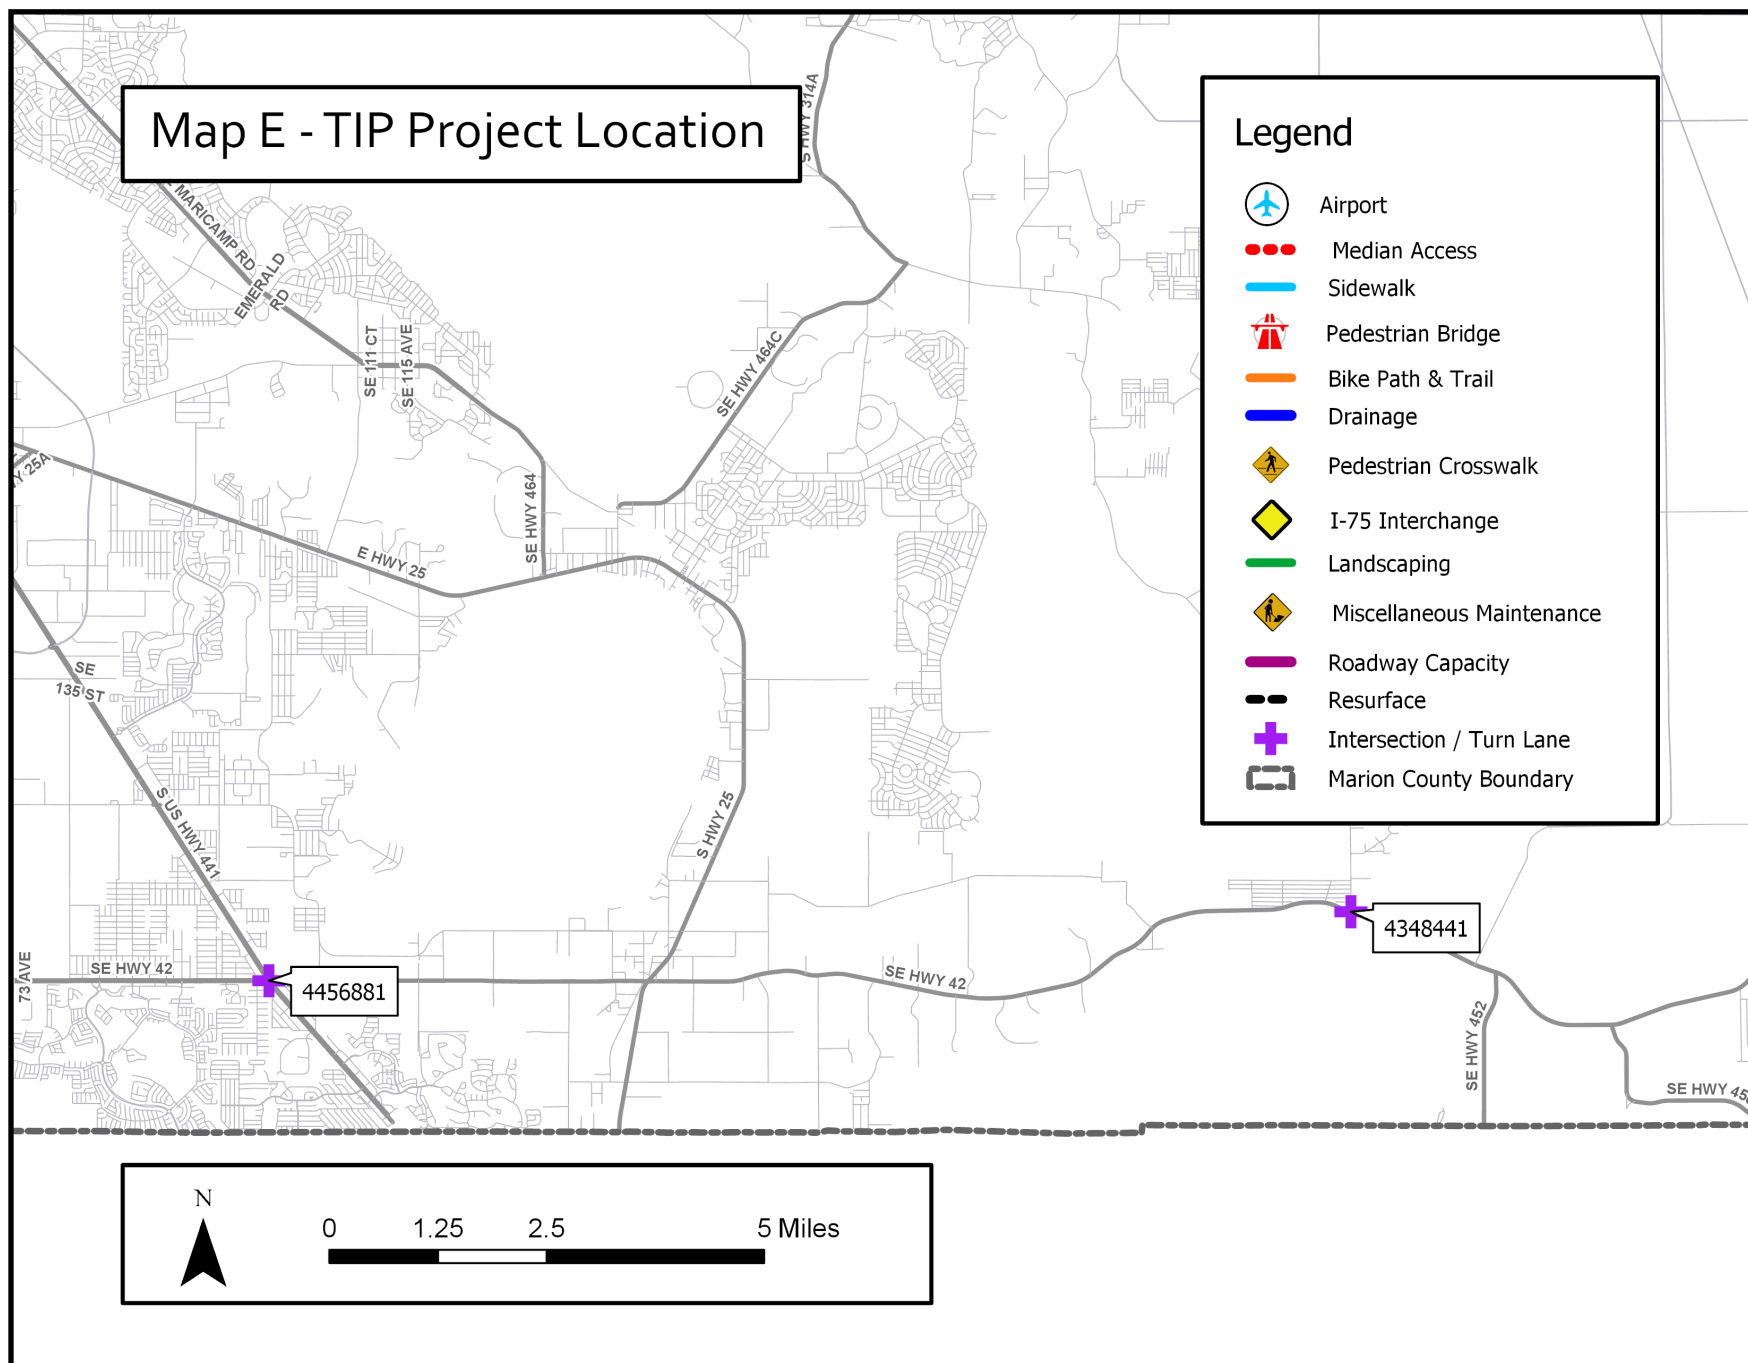 Map E - TIP Project Location
S HWY 314A
MARICAMP RD
EMERALD
RD
SE 111 CT
SE 115 AVE
SE HWY 464C
SE HWY 464
E HWY 25
SE
135 ST
S US HWY 441
S HWY 25
73 AVE
SE HWY 42
4456881
SE HWY 42
4348441
SE HWY 452
Legend
Airport
Median Access
Sidewalk
Pedestrian Bridge
Bike Path & Trail
Drainage
Pedestrian Crosswalk
I-75 Interchange
Landscaping
Miscellaneous Maintenance
Roadway Capacity
Resurface
Intersection / Turn Lane
Marion County Boundary
N
0 1.25 2.5 5 Miles